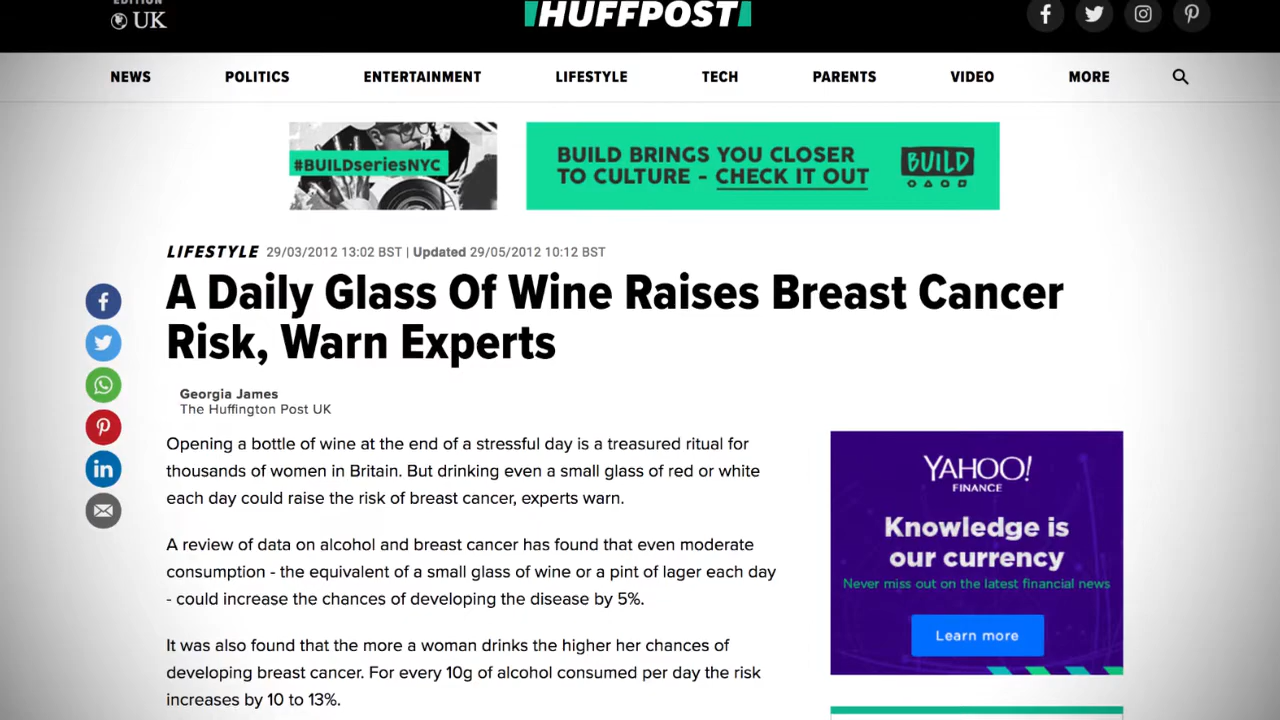 EDITION
UK
HUFFPOST
NEWS
POLITICS
ENTERTAINMENT
LIFESTYLE
TECH
PARENTS
VIDEO
MORE
#BUILDseriesNYC
BUILD BRINGS YOU CLOSER
TO CULTURE - CHECK IT OUT
BUILD
LIFESTYLE 29/03/2012 13:02 BST | Updated 29/05/2012 10:12 BST
A Daily Glass Of Wine Raises Breast Cancer
Risk, Warn Experts
Georgia James
The Huffington Post UK
Opening a bottle of wine at the end of a stressful day is a treasured ritual for
thousands of women in Britain. But drinking even a small glass of red or white
each day could raise the risk of breast cancer, experts warn.
A review of data on alcohol and breast cancer has found that even moderate
consumption - the equivalent of a small glass of wine or a pint of lager each day
- could increase the chances of developing the disease by 5%.
It was also found that the more a woman drinks the higher her chances of
developing breast cancer. For every 10g of alcohol consumed per day the risk
increases by 10 to 13%.
YAHOO!
FINANCE
Knowledge is
our currency
Never miss out on the latest financial news
Learn more